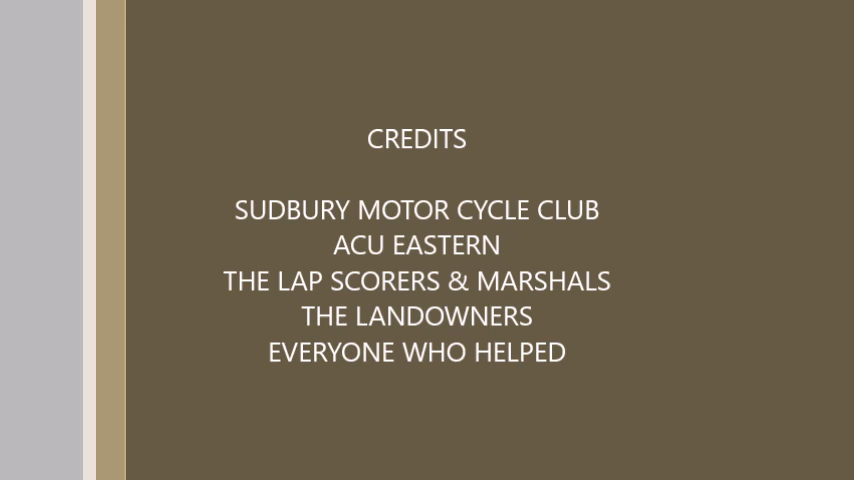 CREDITS
SUDBURY MOTOR CYCLE CLUB
ACU EASTERN
THE LAP SCORERS & MARSHALS
THE LANDOWNERS
EVERYONE WHO HELPED